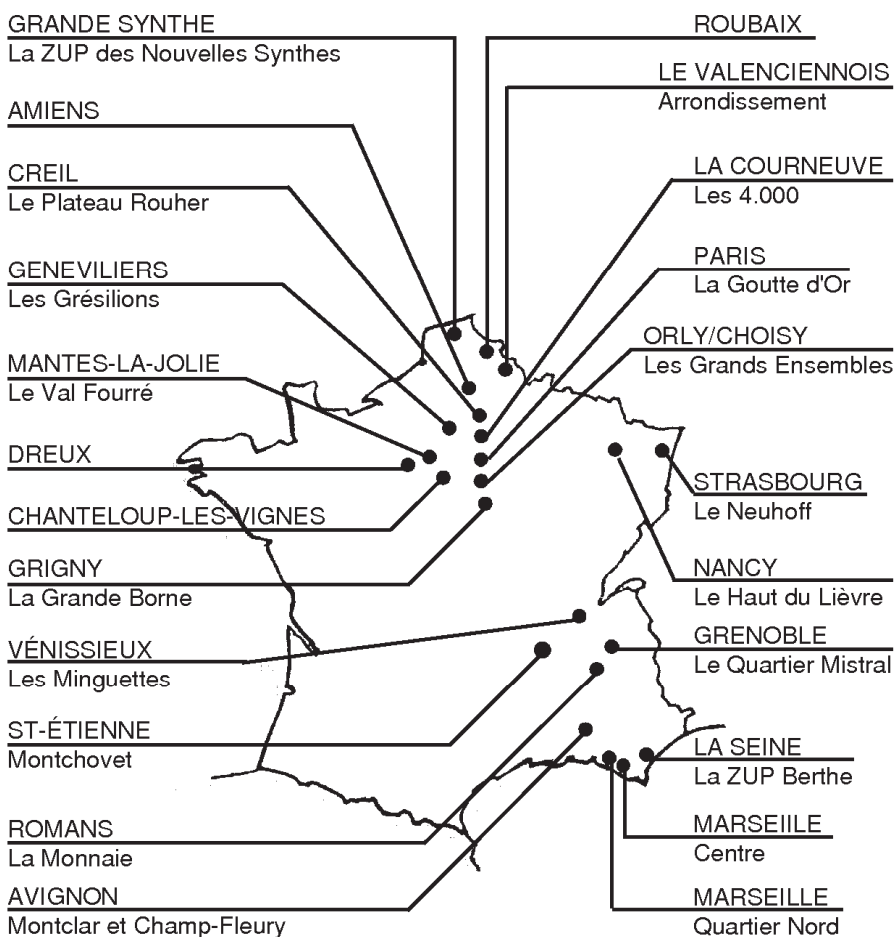 GRANDE SYNTHE
La ZUP des Nouvelles Synthes
AMIENS
CREIL
Le Plateau Rouher
GENEVILIERS
Les Grésilions
MANTES-LA-JOLIE
Le Val Fourré
DREUX
CHANTELOUP-LES-VIGNES
GRIGNY
La Grande Borne
VÉNISSIEUX
Les Minguettes
ST-ÉTIENNE
Montchovet
ROMANS
La Monnaie
AVIGNON
Montclar et Champ-Fleury
ROUBAIX
LE VALENCIENNOIS
Arrondissement
LA COURNEUVE
Les 4.000
PARIS
La Goutte d'Or
ORLY/CHOISY
Les Grands Ensembles
STRASBOURG
Le Neuhoff
NANCY
Le Haut du Lièvre
GRENOBLE
Le Quartier Mistral
LA SEINE
La ZUP Berthe
MARSEIILE
Centre
MARSEILLE
Quartier Nord